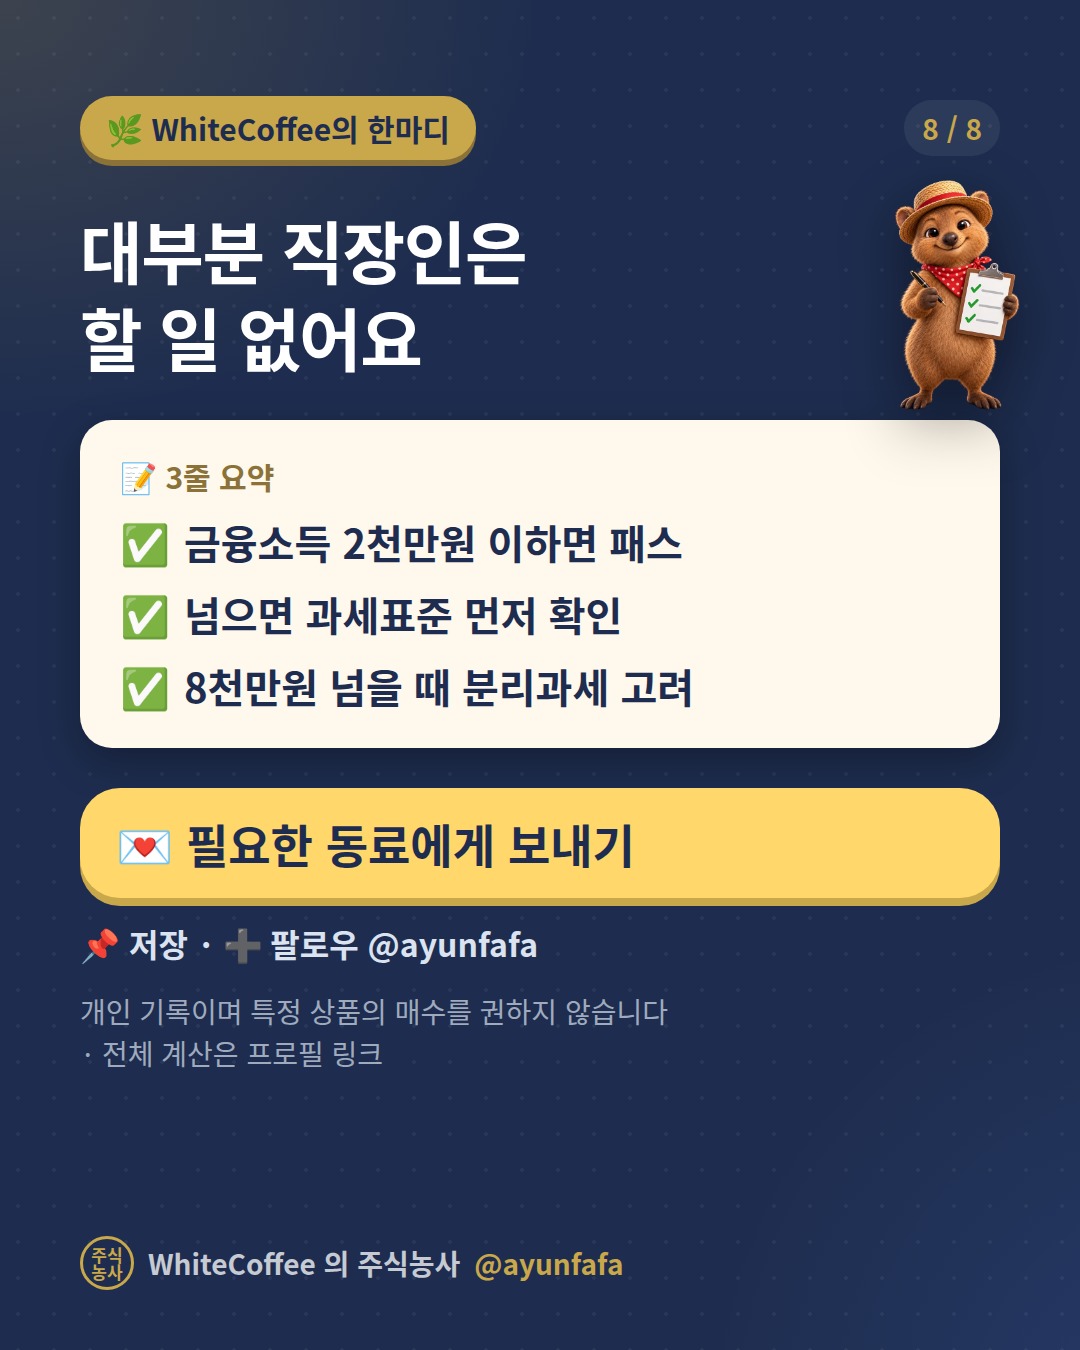 🌿 WhiteCoffee의 한마디
8 / 8
대부분 직장인은
할 일 없어요
📝 3줄 요약
✅ 금융소득 2천만원 이하면 패스
✅ 넘으면 과세표준 먼저 확인
✅ 8천만원 넘을 때 분리과세 고려
💌 필요한 동료에게 보내기
📌 저장 · ➕ 팔로우 @ayunfafa
개인 기록이며 특정 상품의 매수를 권하지 않습니다
· 전체 계산은 프로필 링크
주식
농사
WhiteCoffee 의 주식농사 @ayunfafa